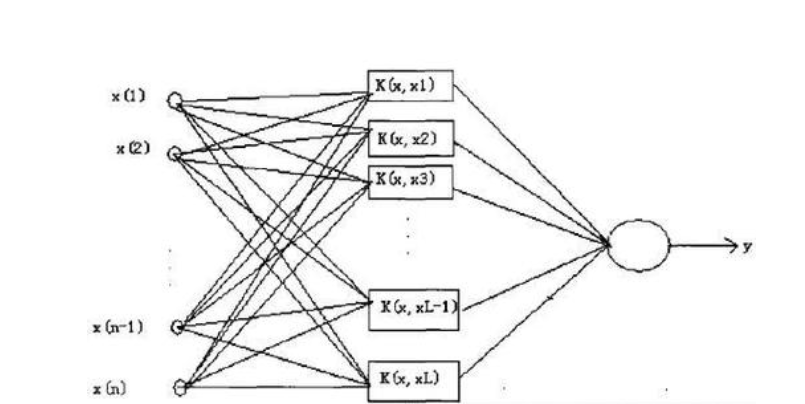 x(1)
x(2)
x(n-1)
x(n)
K(x,x1)
K(x,x2)
K(x,x3)
K(x,xL-1)
K(x,xL)
y